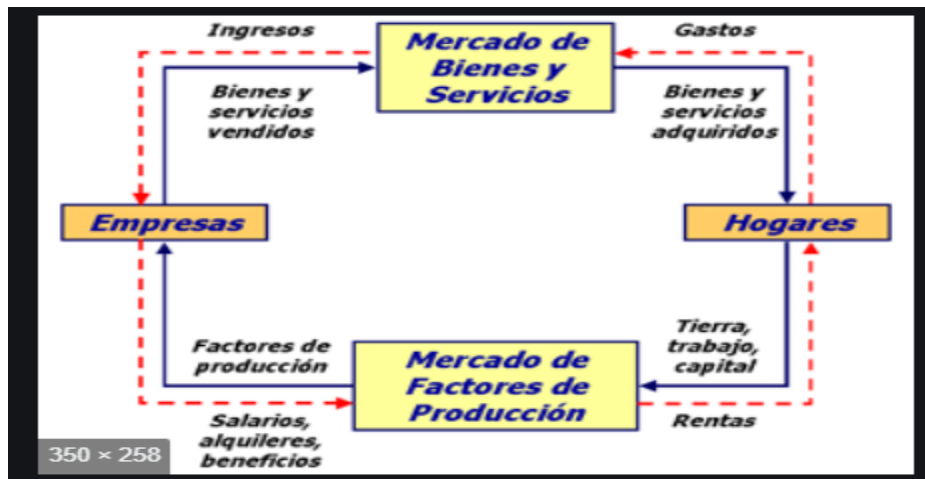 Ingresos
Mercado de
Bienes y
Servicios
Gastos
Bienes y
servicios
vendidos
Bienes y
servicios
adquiridos
Empresas
Hogares
Factores de
producción
Mercado de
Factores de
Producción
Tierra,
trabajo,
capital
Salarios,
alquileres,
beneficios
Rentas
350 × 258